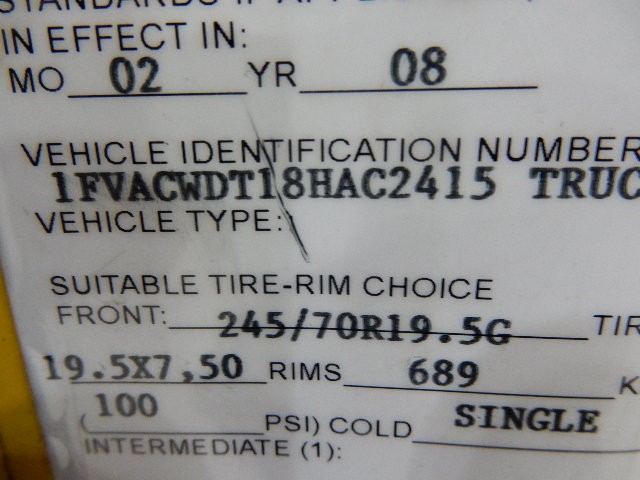 STANDARDS
IN EFFECT IN:
MO 02 YR 08
VEHICLE IDENTIFICATION NUMBER
1FVACWDT18HAC2415 TRUC
VEHICLE TYPE:
SUITABLE TIRE-RIM CHOICE
FRONT: 245/70R19.5G TIR
19.5X7,50 RIMS 689 K
(100 PSI) COLD SINGLE
INTERMEDIATE (1):